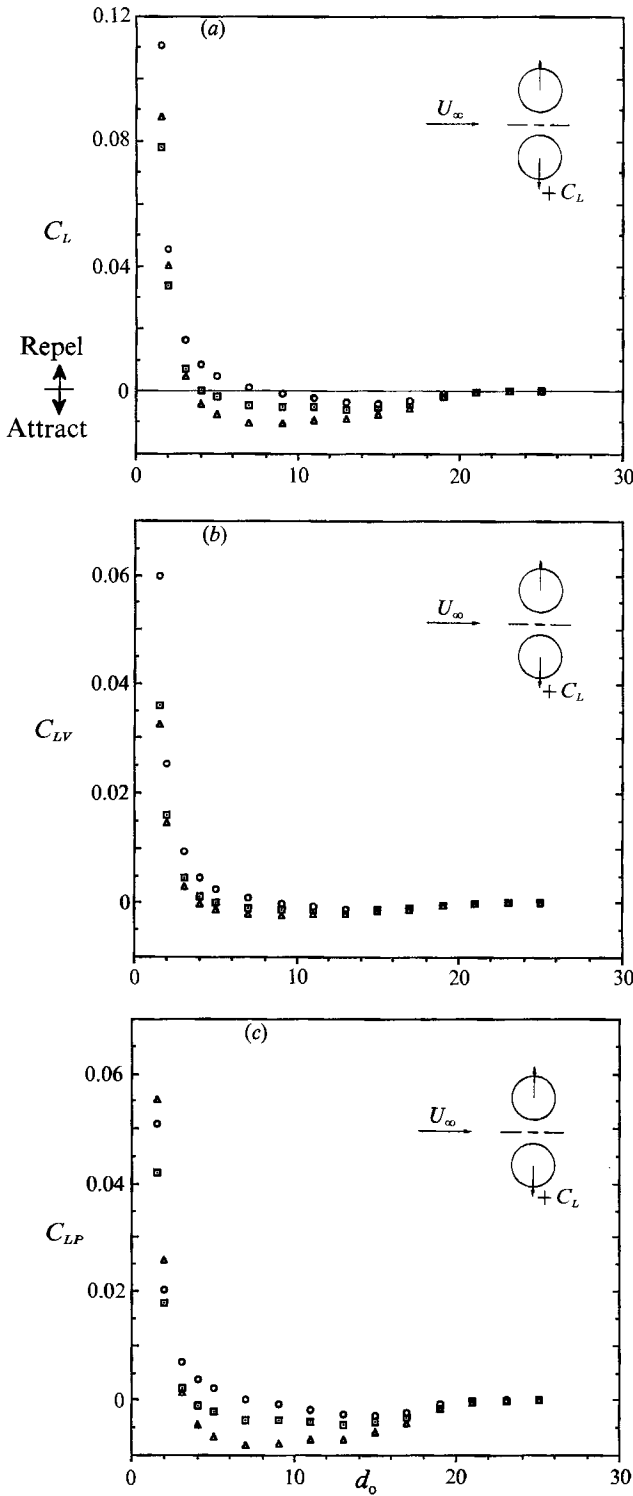 (a)
0.12
0.08
0.04
0
C_L
Repel
Attract
U_∞
+ C_L
0 10 20 30
(b)
0.06
0.04
0.02
0
C_LV
U_∞
+ C_L
0 10 20 30
(c)
0.06
0.04
0.02
0
C_LP
U_∞
+ C_L
0 10 20 30
d_o